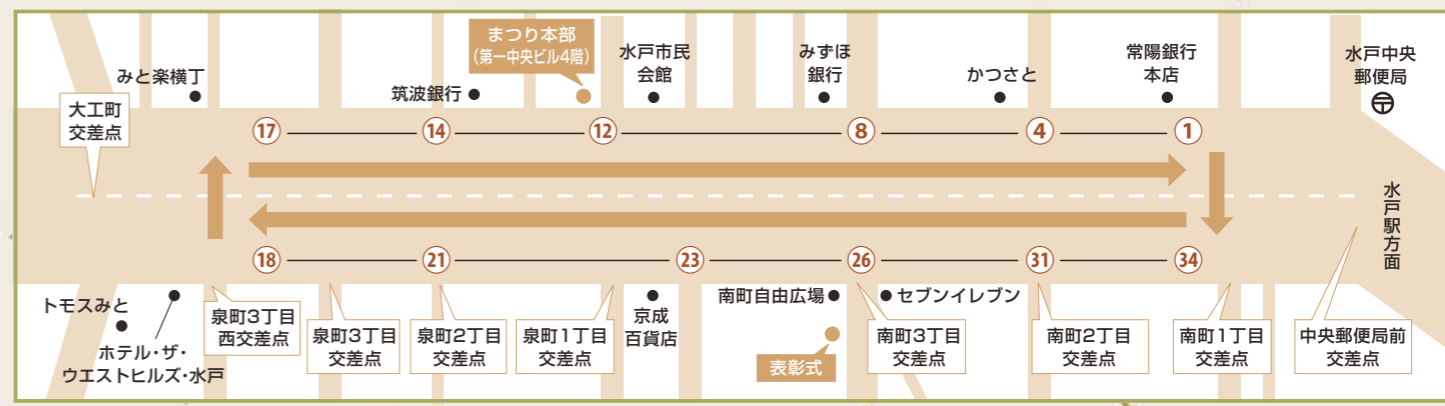 まつり本部
(第一中央ビル4階)
みと楽横丁
筑波銀行
水戸市民
会館
みずほ
銀行
かつさと
常陽銀行
本店
水戸中央
郵便局
大工町
交差点
17
14
12
8
4
1
水戸駅方面
18
21
23
26
31
34
トモスみと
ホテル・ザ・
ウエストヒルズ・水戸
泉町3丁目
西交差点
泉町3丁目
交差点
泉町2丁目
交差点
泉町1丁目
交差点
京成
百貨店
南町自由広場
セブンイレブン
表彰式
南町3丁目
交差点
南町2丁目
交差点
南町1丁目
交差点
中央郵便局前
交差点